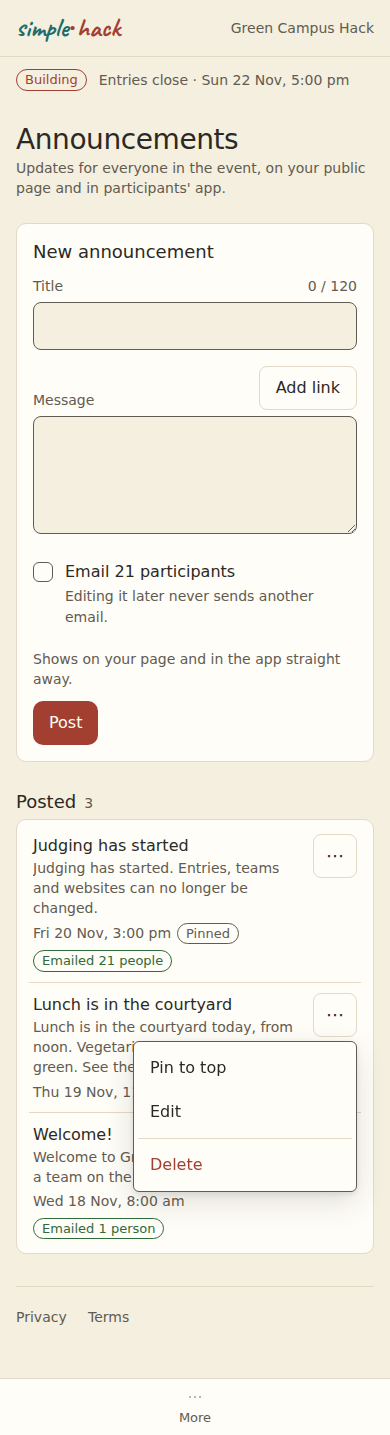 simple hack
Green Campus Hack
Building
Entries close · Sun 22 Nov, 5:00 pm
Announcements
Updates for everyone in the event, on your public
page and in participants' app.
New announcement
Title
0 / 120
Add link
Message
Email 21 participants
Editing it later never sends another
email.
Shows on your page and in the app straight
away.
Post
Posted 3
Judging has started
···
Judging has started. Entries, teams
and websites can no longer be
changed.
Fri 20 Nov, 3:00 pm
Pinned
Emailed 21 people
Lunch is in the courtyard
···
Lunch is in the courtyard today, from
noon.
green. See the
Thu 19 Nov,
Pin to top
Edit
Delete
Welcome!
Welcome to
a team on the
Wed 18 Nov, 8:00 am
Emailed 1 person
Privacy
Terms
···
More